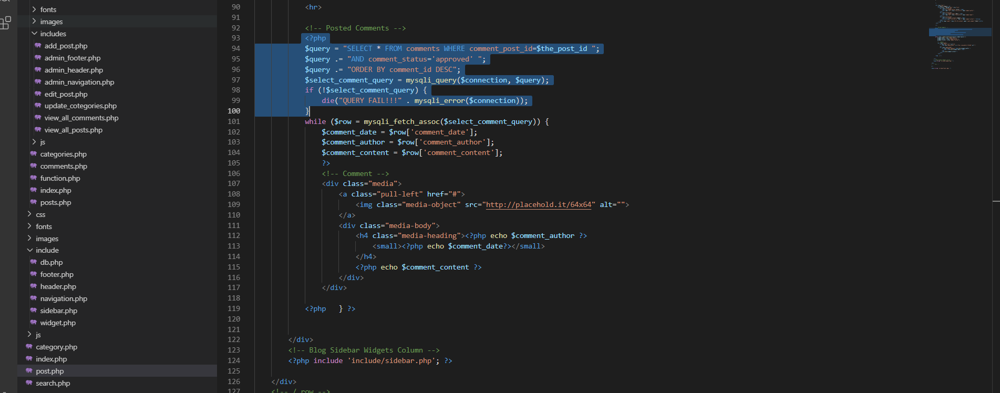 fonts
images
includes
add_post.php
admin_footer.php
admin_header.php
admin_navigation.php
edit_post.php
update_cotegories.php
view_all_comments.php
view_all_posts.php
js
categories.php
comments.php
function.php
index.php
posts.php
css
fonts
images
include
db.php
footer.php
header.php
navigation.php
sidebar.php
widget.php
js
category.php
index.php
post.php
search.php
90 <hr>
91
92 <!-- Posted Comments -->
93 <?php
94 $query = "SELECT * FROM comments WHERE comment_post_id=$the_post_id ";
95 $query .= "AND comment_status='approved' ";
96 $query .= "ORDER BY comment_id DESC";
97 $select_comment_query = mysqli_query($connection, $query);
98 if (!$select_comment_query) {
99 die("QUERY FAIL!!!" . mysqli_error($connection));
100 }
101 while ($row = mysqli_fetch_assoc($select_comment_query)) {
102 $comment_date = $row['comment_date'];
103 $comment_author = $row['comment_author'];
104 $comment_content = $row['comment_content'];
105 ?>
106 <!-- Comment -->
107 <div class="media">
108 <a class="pull-left" href="#">
109 <img class="media-object" src="http://placehold.it/64x64" alt="">
110 </a>
111 <div class="media-body">
112 <h4 class="media-heading"><?php echo $comment_author ?>
113 <small><?php echo $comment_date?></small>
114 </h4>
115 <?php echo $comment_content ?>
116 </div>
117 </div>
118
119 <?php } ?>
120
121
122 </div>
123 <!-- Blog Sidebar Widgets Column -->
124 <?php include 'include/sidebar.php'; ?>
125
126 </div>
127 <!-- / row -->